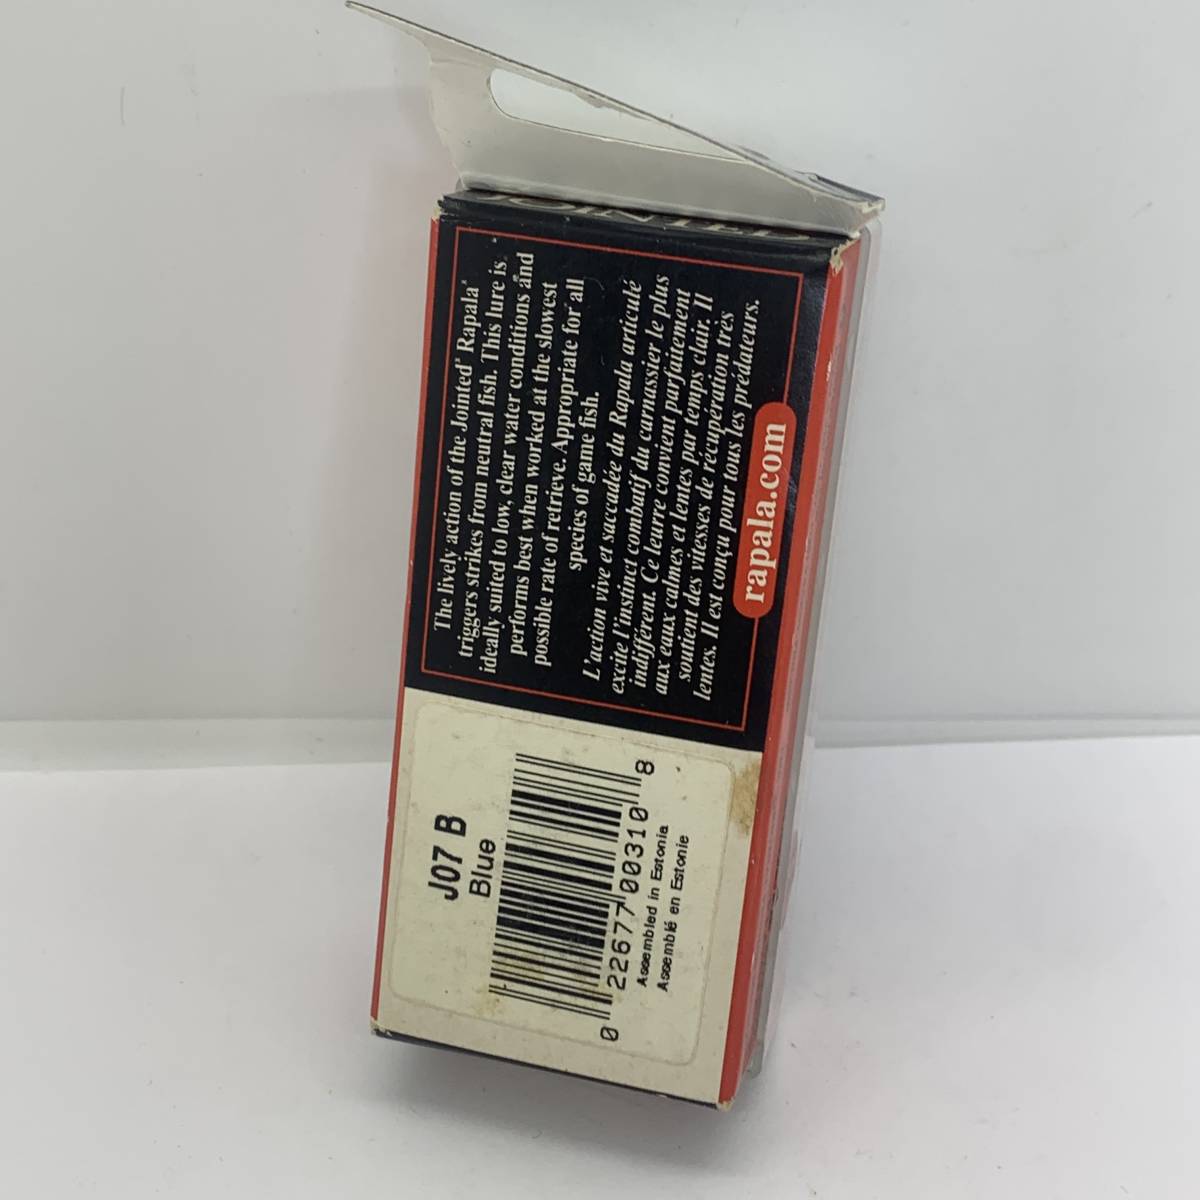 JOINTED
The lively action of the Jointed® Rapala®
triggers strikes from neutral fish. This lure is
ideally suited to low, clear water conditions and
performs best when worked at the slowest
possible rate of retrieve. Appropriate for all
species of game fish.
L'action vive et saccadée du Rapala articulé
excite l'instinct combatif du carnassier le plus
indifférent. Ce leurre convient parfaitement
aux eaux calmes et lentes par temps clair. Il
soutient des vitesses de récupération très
lentes. Il est conçu pour tous les prédateurs.
rapala.com
J07 B
Blue
0 22677 00310 8
Assembled in Estonia
Assemblé en Estonie